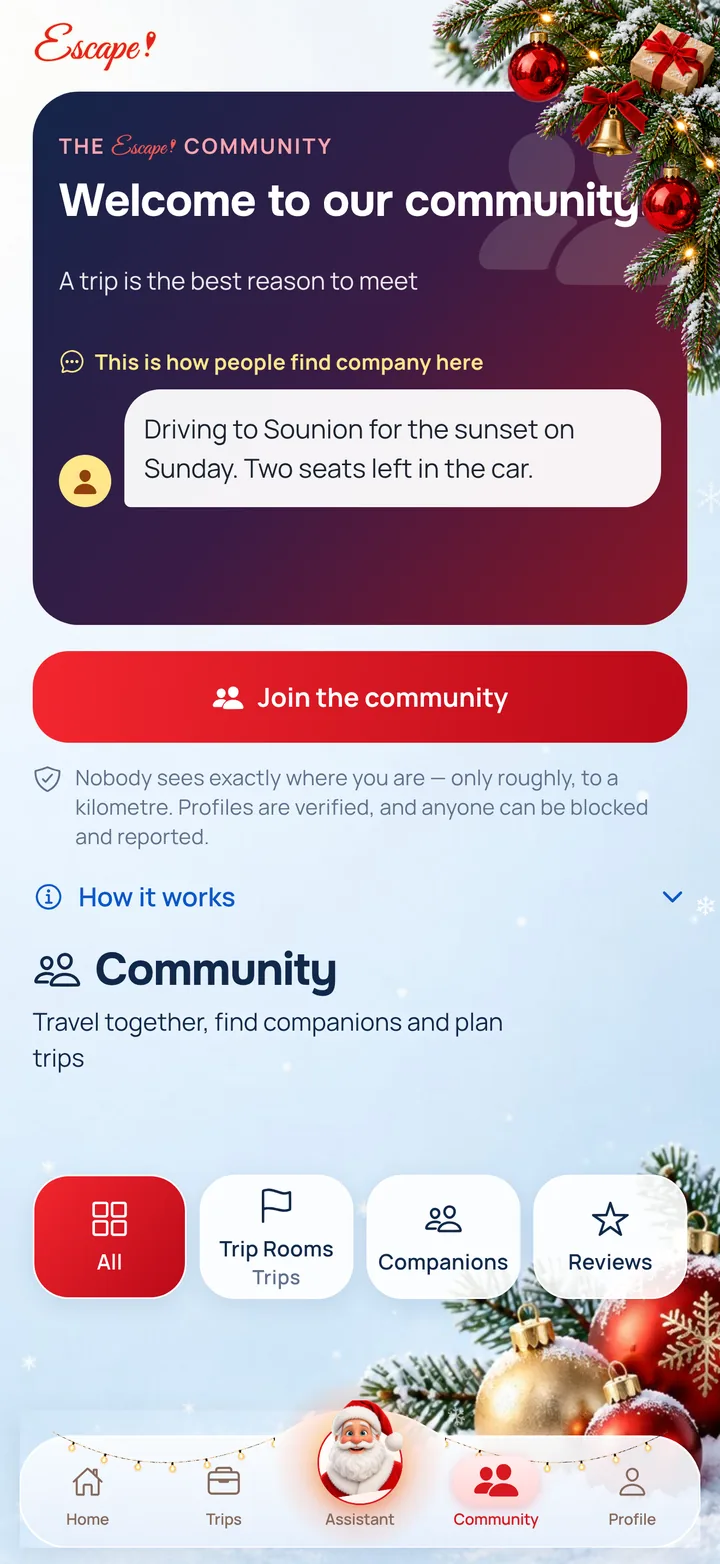 Escape!
THE Escape! COMMUNITY
Welcome to our community.
A trip is the best reason to meet
This is how people find company here
Driving to Sounion for the sunset on
Sunday. Two seats left in the car.
Join the community
Nobody sees exactly where you are — only roughly, to a
kilometre. Profiles are verified, and anyone can be blocked
and reported.
How it works
Community
Travel together, find companions and plan
trips
All
Trip Rooms
Trips
Companions
Reviews
Home
Trips
Assistant
Community
Profile